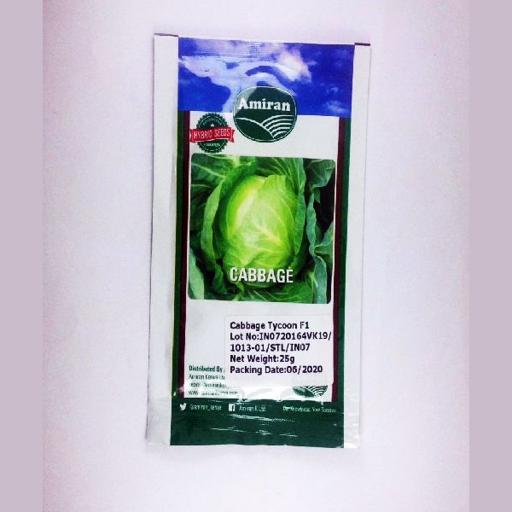 Amiran
HYBRID SEEDS
CABBAGE
Cabbage Tycoon F1
Lot No:IN0720164VK19/
1013-01/STL/IN07
Net Weight:25g
Packing Date:06/2020
Distributed By